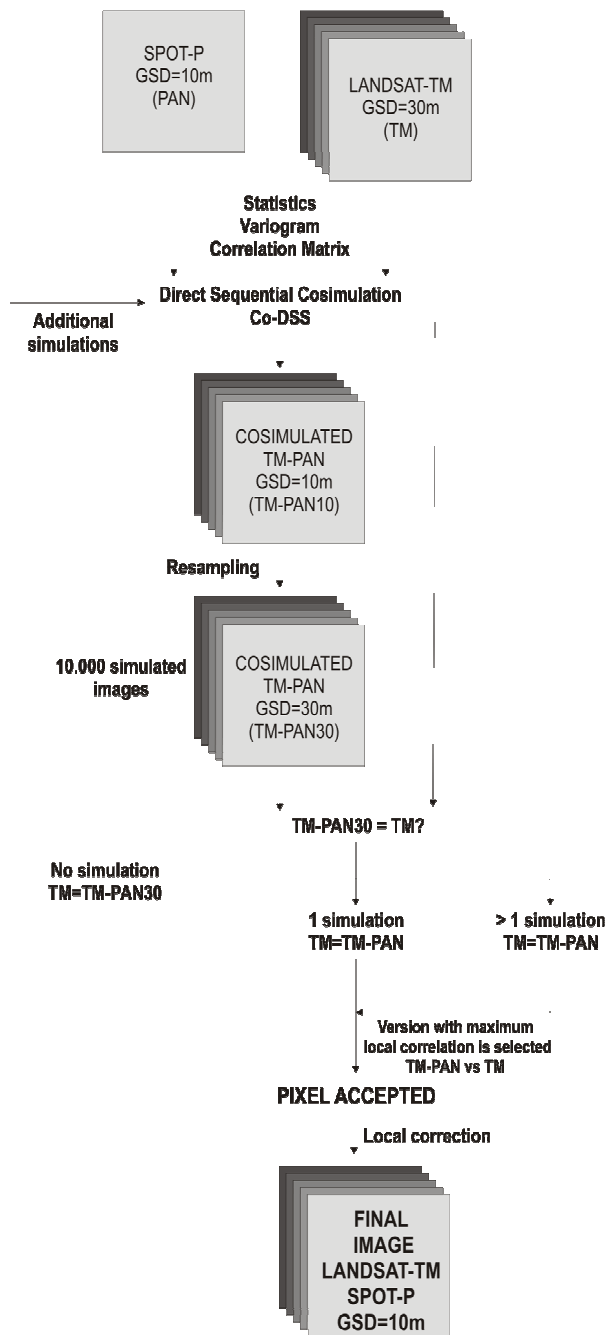 SPOT-P
GSD=10m
(PAN)
LANDSAT-TM
GSD=30m
(TM)
Statistics
Variogram
Correlation Matrix
Direct Sequential Cosimulation
Co-DSS
Additional
simulations
COSIMULATED
TM-PAN
GSD=10m
(TM-PAN10)
Resampling
10.000 simulated
images
COSIMULATED
TM-PAN
GSD=30m
(TM-PAN30)
TM-PAN30 = TM?
No simulation
TM=TM-PAN30
1 simulation
TM=TM-PAN
> 1 simulation
TM=TM-PAN
Version with maximum
local correlation is selected
TM-PAN vs TM
PIXEL ACCEPTED
Local correction
FINAL
IMAGE
LANDSAT-TM
SPOT-P
GSD=10m